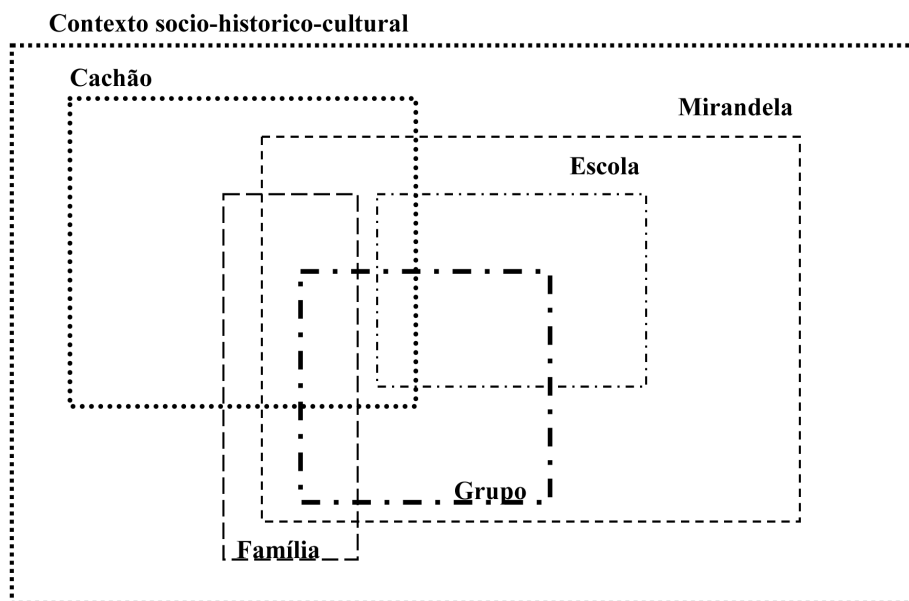 Contexto socio-historico-cultural
Cachão
Mirandela
Escola
Grupo
Família